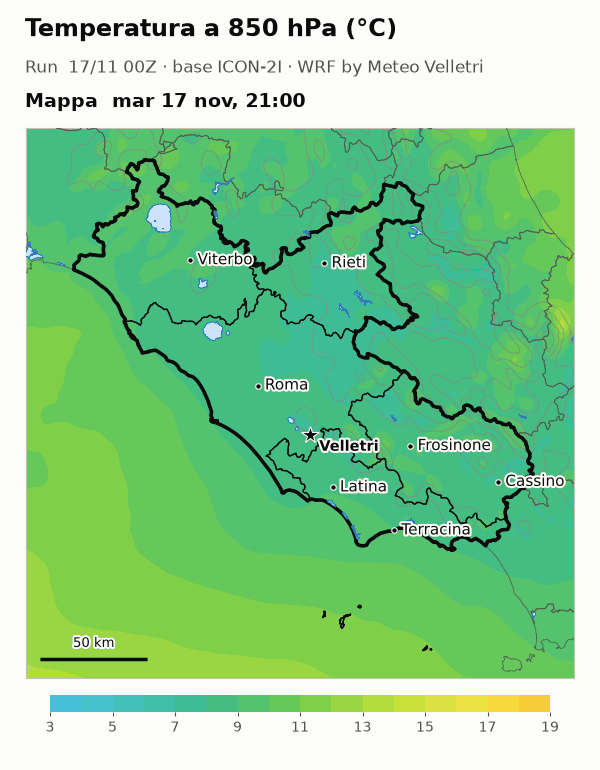 Temperatura a 850 hPa (°C)
Run  17/11 00Z · base ICON-2I · WRF by Meteo Velletri
Mappa  mar 17 nov, 21:00
Viterbo
Rieti
Roma
Velletri
Frosinone
Latina
Cassino
Terracina
50 km
3 5 7 9 11 13 15 17 19